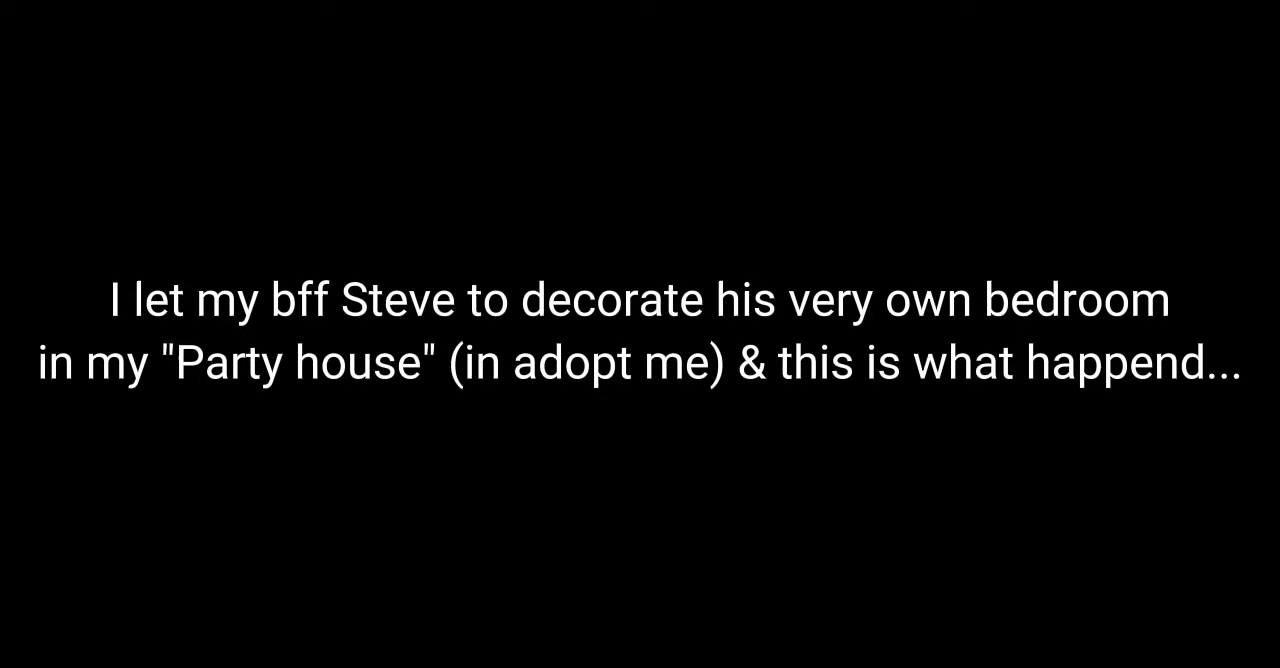 I let my bff Steve to decorate his very own bedroom
in my "Party house" (in adopt me) & this is what happend...